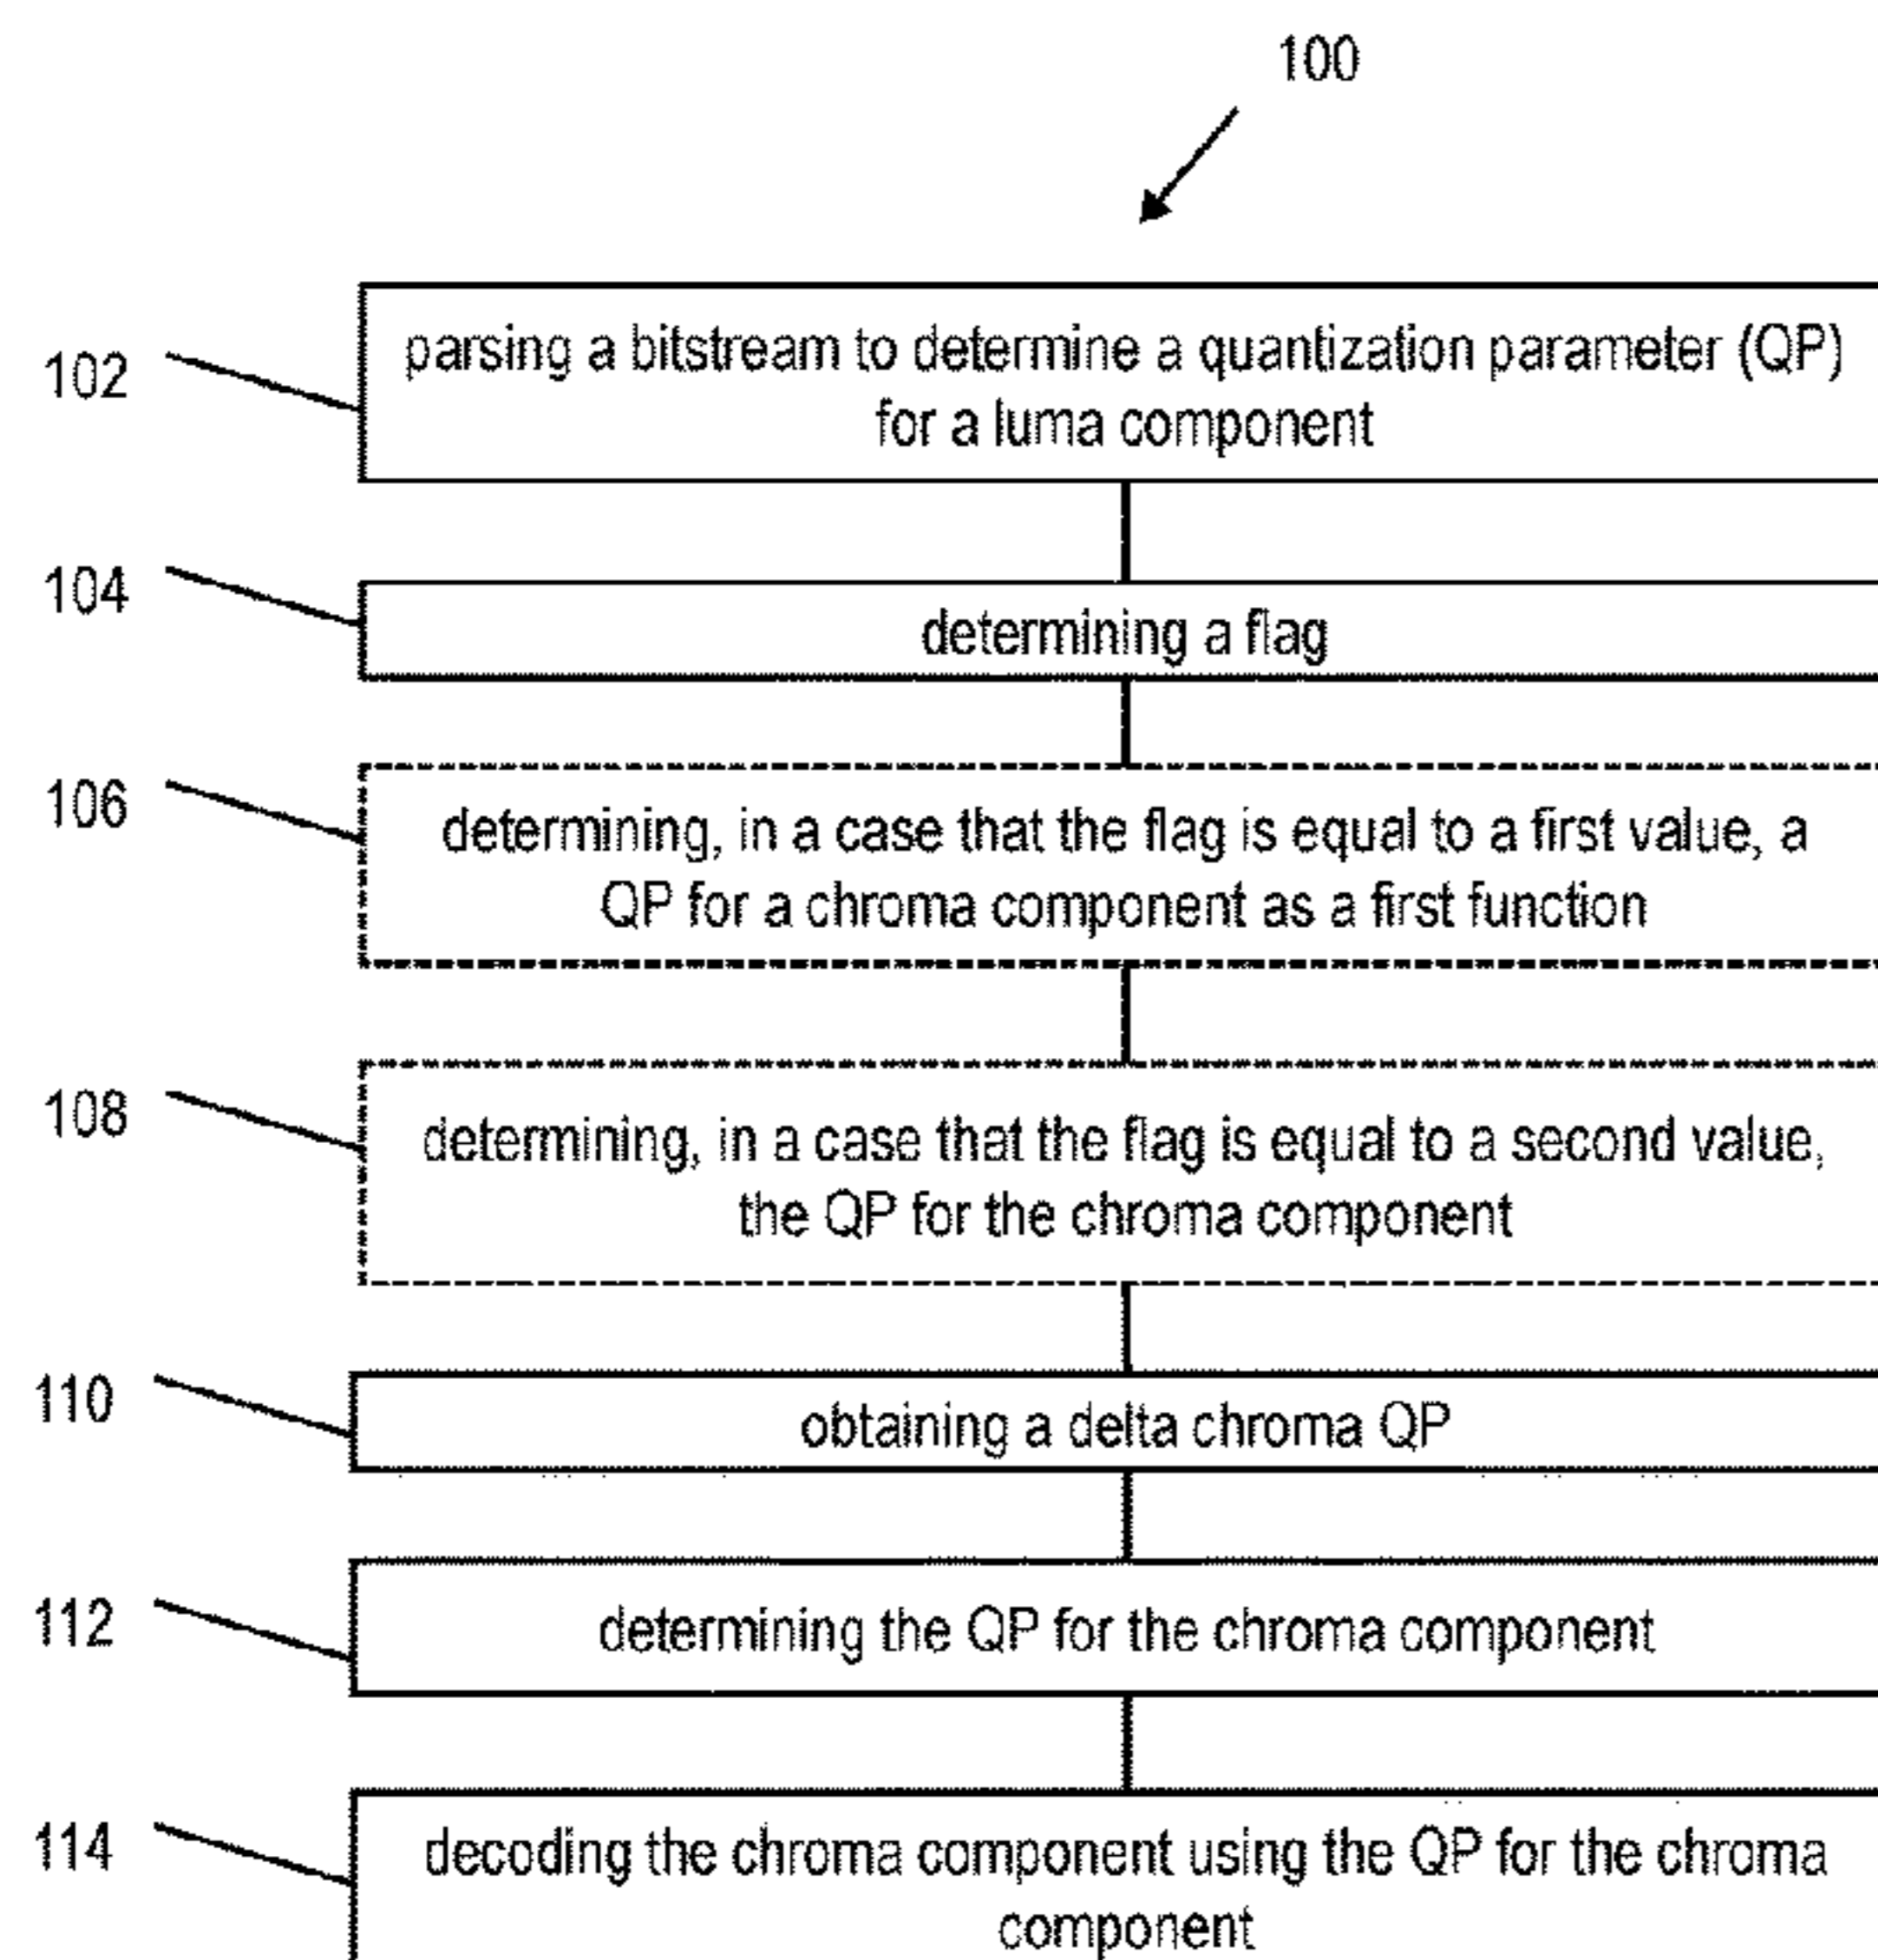 100
102
parsing a bitstream to determine a quantization parameter (QP)
for a luma component
104
determining a flag
106
determining, in a case that the flag is equal to a first value, a
QP for a chroma component as a first function
108
determining, in a case that the flag is equal to a second value,
the QP for the chroma component
110
obtaining a delta chroma QP
112
determining the QP for the chroma component
114
decoding the chroma component using the QP for the chroma
component